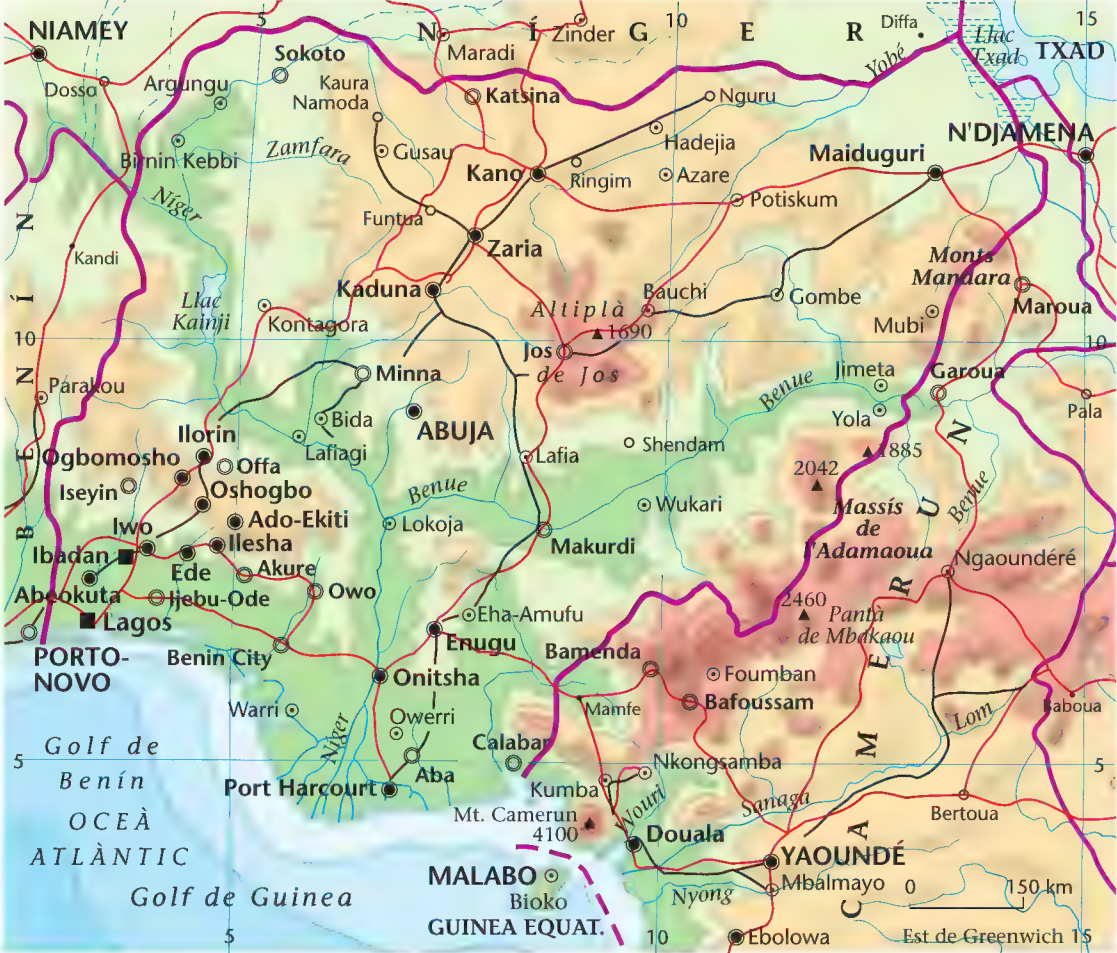 5
10
15
NIAMEY
N Í G E R
Diffa
Llac
Txad
TXAD
Dosso
Argungu
Sokoto
Maradi
Zinder
Yobé
Kaura
Namoda
Katsina
Nguru
N'DJAMENA
Birnin Kebbi
Zamfara
Gusau
Hadejia
Maiduguri
Kano
Ringim
Azare
Níger
Funtua
Potiskum
Kandi
Zaria
Monts
Mandara
Llac
Kainji
Kaduna
Bauchi
Gombe
Maroua
B E N Í N
Kontagora
Altiplà
de Jos
1690
Mubi
10
Jos
10
Parakou
Minna
Benue
Jimeta
Garoua
Pala
Bida
ABUJA
Yola
Ilorin
Lafiagi
Lafia
Shendam
1885
Ogbomosho
Offa
2042
Iseyin
Oshogbo
Benue
Wukari
Massís
de
l'Adamaoua
Benue
Iwo
Ado-Ekiti
Lokoja
Makurdi
Ibadan
Ilesha
Ede
Akure
Ngaoundéré
Abeokuta
Ijebu-Ode
Owo
Eha-Amufu
2460
Pantà
de Mbakaou
Lagos
Enugu
PORTO-
NOVO
Benin City
Bamenda
Onitsha
Foumban
Warri
Níger
Owerri
Mamfe
Bafoussam
Lom
Baboua
C A M E R U N
Golf de
Benín
5
Calabar
Aba
Nkongsamba
5
Port Harcourt
Kumba
Wouri
Sanaga
OCEÀ
ATLÀNTIC
Mt. Camerun
4100
Bertoua
Douala
YAOUNDÉ
MALABO
Bioko
Mbalmayo
0 150 km
Golf de Guinea
Nyong
GUINEA EQUAT.
Ebolowa
5
10
Est de Greenwich 15